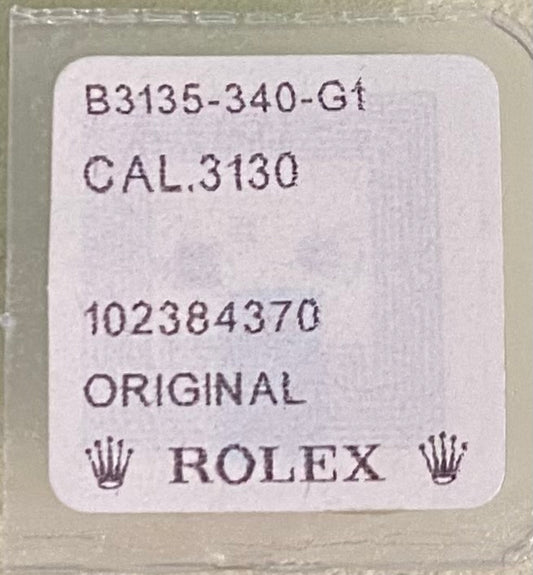 B3135-340-G1
CAL.3130
102384370
ORIGINAL
ROLEX